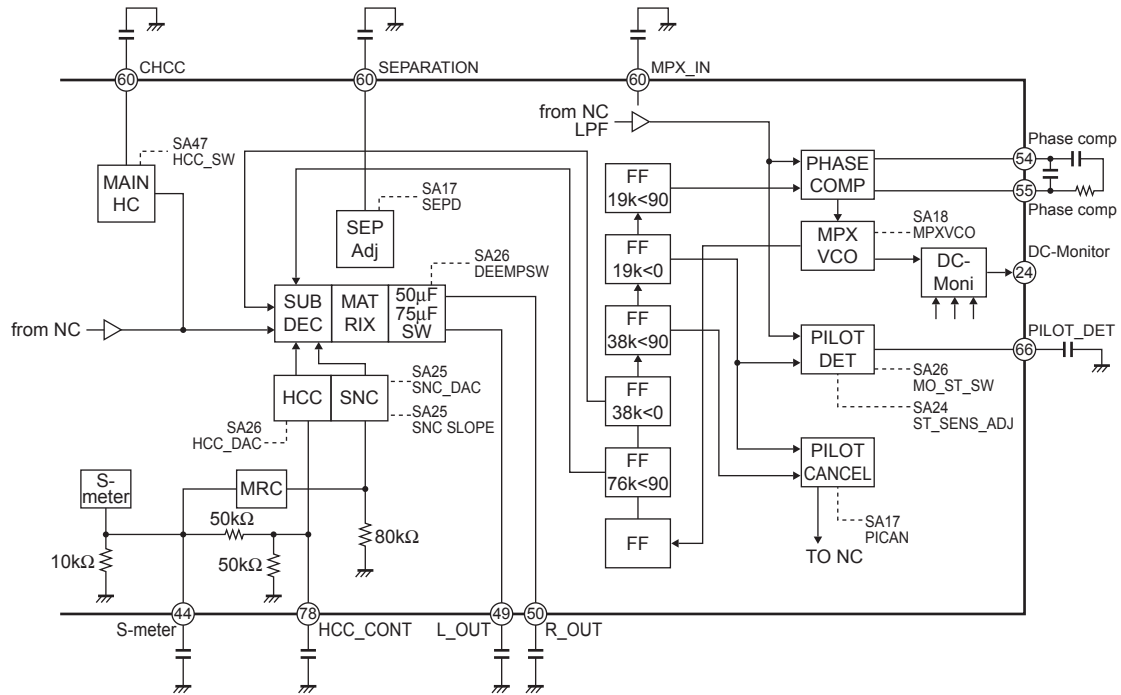 60 CHCC
60 SEPARATION
60 MPX_IN
from NC
LPF
SA47
HCC_SW
MAIN
HC
SA17
SEPD
SEP
Adj
FF
19k<90
PHASE
COMP
Phase comp
54
55
Phase comp
SA18
MPXVCO
MPX
VCO
DC-Monitor
DC-
Moni
24
FF
19k<0
SA26
DEEMPSW
from NC
SUB
DEC
MAT
RIX
50μF
75μF
SW
FF
38k<90
PILOT
DET
PILOT_DET
66
SA26
MO_ST_SW
SA24
ST_SENS_ADJ
HCC
SNC
SA25
SNC_DAC
SA25
SNC SLOPE
SA26
HCC_DAC
FF
38k<0
FF
76k<90
PILOT
CANCEL
SA17
PICAN
TO NC
S-
meter
MRC
50kΩ
10kΩ
50kΩ
80kΩ
FF
44
78
49
50
S-meter
HCC_CONT
L_OUT
R_OUT